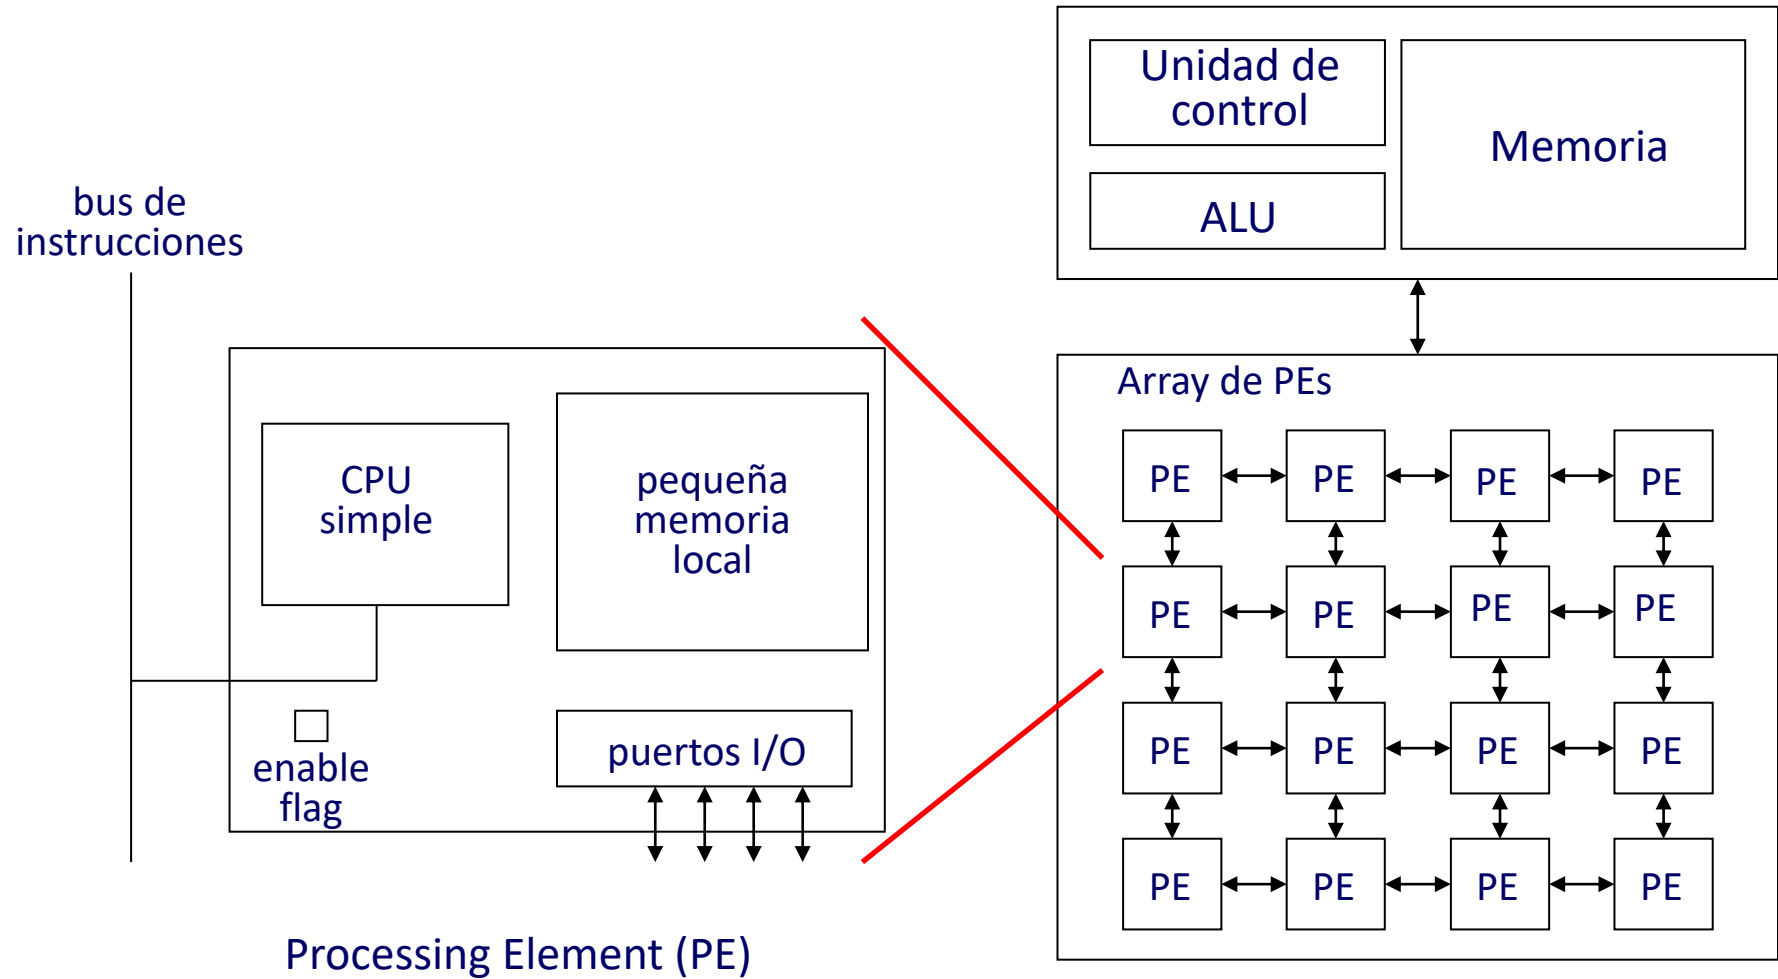 Unidad de
control
Memoria
ALU
bus de
instrucciones
Array de PEs
CPU
simple
pequeña
memoria
local
enable
flag
puertos I/O
PE PE PE PE
PE PE PE PE
PE PE PE PE
PE PE PE PE
Processing Element (PE)